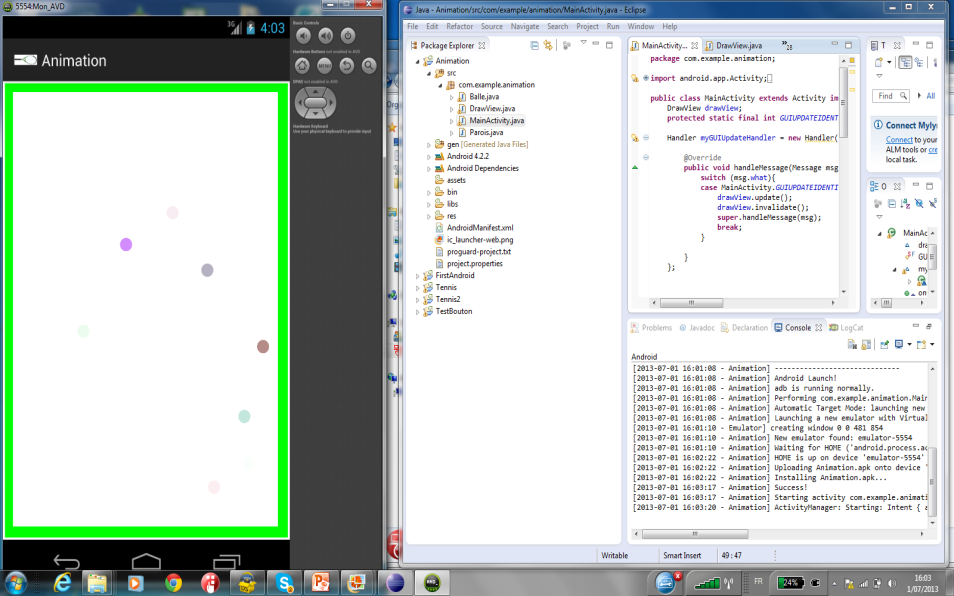 5554:Mon_AVD
3G 4:03
Animation
Basic Controls
Hardware Buttons not enabled in AVD
MENU
DPAD not enabled in AVD
Hardware Keyboard
Use your physical keyboard to provide input
Java - Animation/src/com/example/animation/MainActivity.java - Eclipse
File Edit Refactor Source Navigate Search Project Run Window Help
Package Explorer
Animation
src
com.example.animation
Balle.java
DrawView.java
MainActivity.java
Parois.java
gen [Generated Java Files]
Android 4.2.2
Android Dependencies
assets
bin
libs
res
AndroidManifest.xml
ic_launcher-web.png
proguard-project.txt
project.properties
FirstAndroid
Tennis
Tennis2
TestBouton
MainActivity... DrawView.java »28
package com.example.animation;
import android.app.Activity;
public class MainActivity extends Activity im
DrawView drawView;
protected static final int GUIUPDATEIDENT
Handler myGUIUpdateHandler = new Handler(
@Override
public void handleMessage(Message msg
switch (msg.what){
case MainActivity.GUIUPDATEIDENTI
drawView.update();
drawView.invalidate();
super.handleMessage(msg);
break;
}
}
};
T
Find All
Connect Myly
Connect to your
ALM tools or cre
local task.
O
MainAc
dra
GU
my
on
Problems @ Javadoc Declaration Console LogCat
Android
[2013-07-01 16:01:08 - Animation] ------------------------------
[2013-07-01 16:01:08 - Animation] Android Launch!
[2013-07-01 16:01:08 - Animation] adb is running normally.
[2013-07-01 16:01:08 - Animation] Performing com.example.animation.Main
[2013-07-01 16:01:08 - Animation] Automatic Target Mode: launching new
[2013-07-01 16:01:08 - Animation] Launching a new emulator with Virtual
[2013-07-01 16:01:10 - Emulator] creating window 0 0 481 854
[2013-07-01 16:01:10 - Animation] New emulator found: emulator-5554
[2013-07-01 16:01:10 - Animation] Waiting for HOME ('android.process.ac
[2013-07-01 16:02:22 - Animation] HOME is up on device 'emulator-5554'
[2013-07-01 16:02:22 - Animation] Uploading Animation.apk onto device '
[2013-07-01 16:02:22 - Animation] Installing Animation.apk...
[2013-07-01 16:03:17 - Animation] Success!
[2013-07-01 16:03:17 - Animation] Starting activity com.example.animati
[2013-07-01 16:03:20 - Animation] ActivityManager: Starting: Intent { a
Writable Smart Insert 49 : 47
FR 24% 16:03
1/07/2013